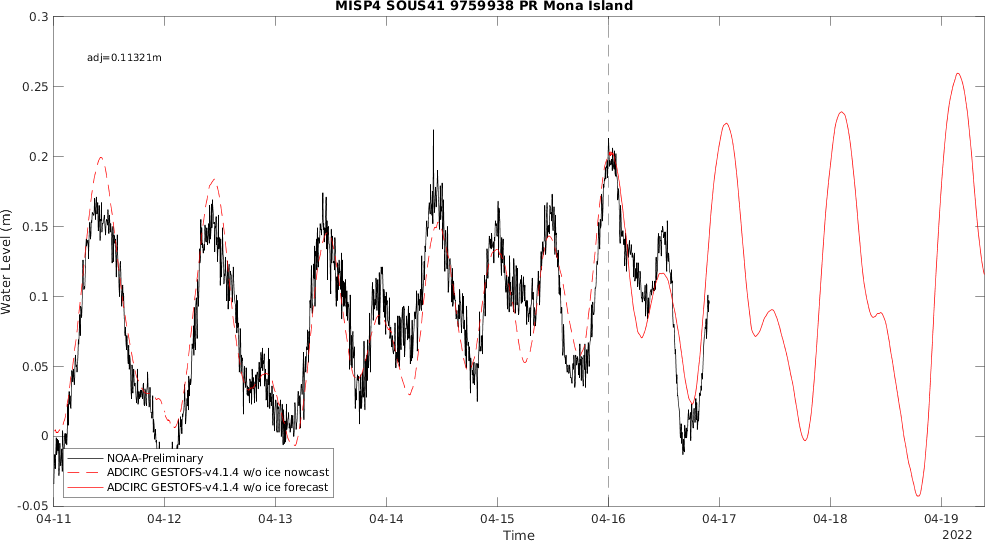 MISP4 SOUS41 9759938 PR Mona Island
adj=0.11321m
Water Level (m)
0.3
0.25
0.2
0.15
0.1
0.05
0
-0.05
NOAA-Preliminary
ADCIRC GESTOFS-v4.1.4 w/o ice nowcast
ADCIRC GESTOFS-v4.1.4 w/o ice forecast
04-11 04-12 04-13 04-14 04-15 04-16 04-17 04-18 04-19
Time
2022